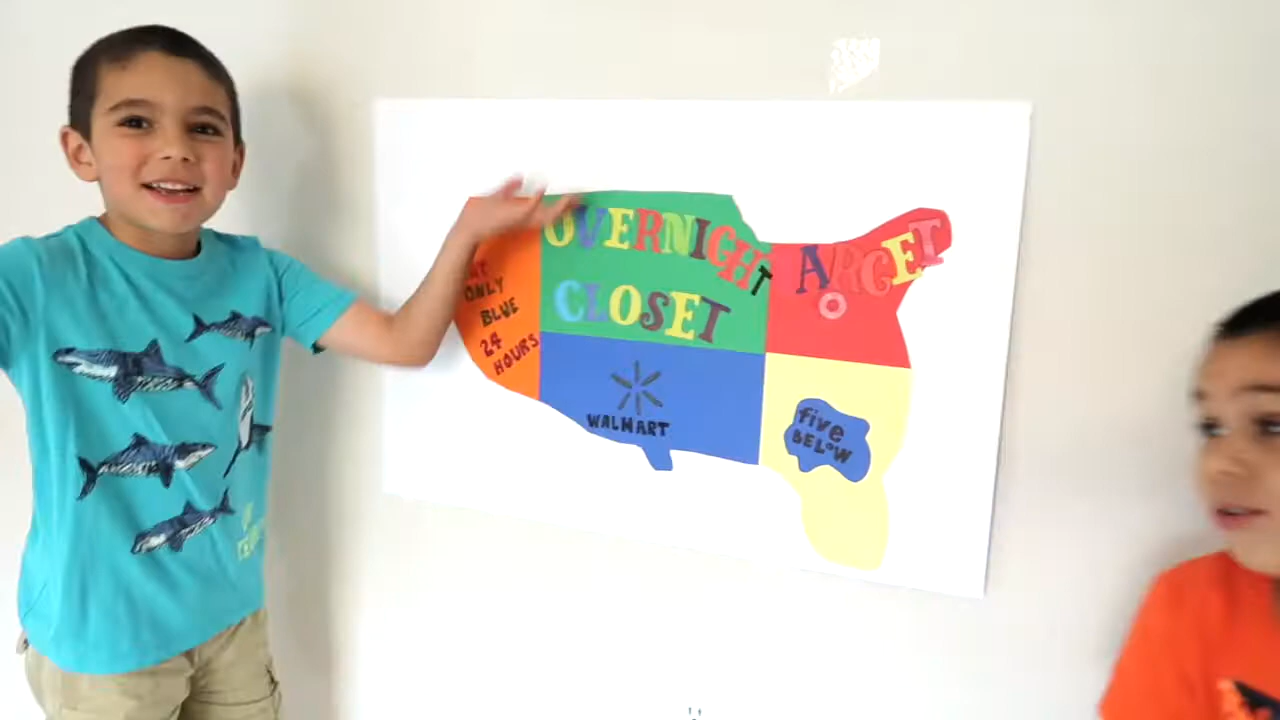 OVERNIGHT
CLOSET
ARGET
ONLY
BLUE
24
HOURS
WALMART
five
BELOW